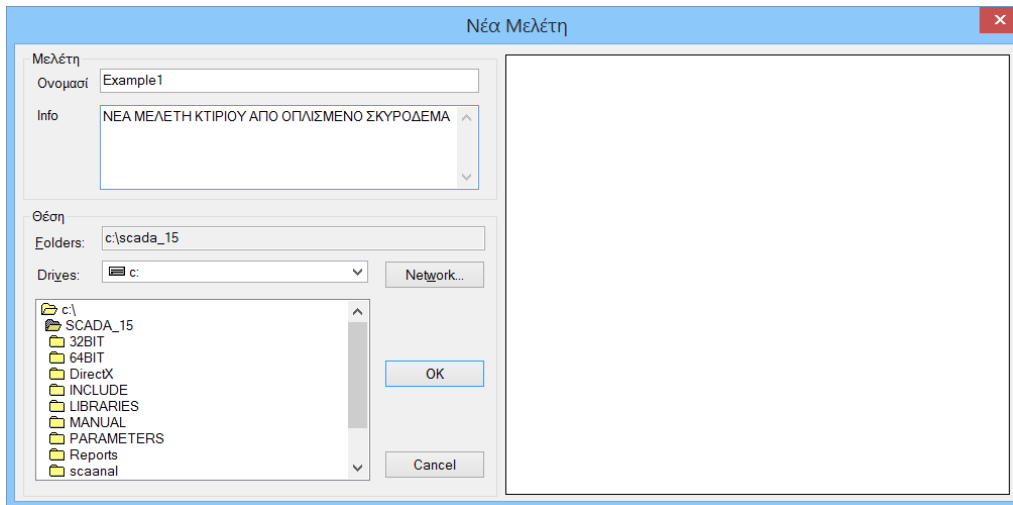 Νέα Μελέτη
Μελέτη
Ονομασί Example1
Info ΝΕΑ ΜΕΛΕΤΗ ΚΤΙΡΙΟΥ ΑΠΟ ΟΠΛΙΣΜΕΝΟ ΣΚΥΡΟΔΕΜΑ
Θέση
Folders: c:\scada_15
Drives: c: Network...
c:\
SCADA_15
32BIT
64BIT
DirectX
INCLUDE
LIBRARIES
MANUAL
PARAMETERS
Reports
scaanal
OK
Cancel